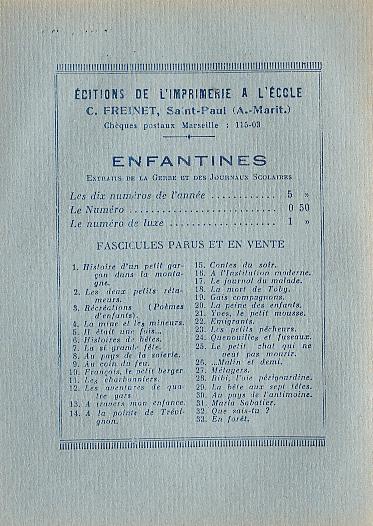 ÉDITIONS DE L'IMPRIMERIE A L'ÉCOLE
C. FREINET, Saint-Paul (A.-Marit.)
Chèques postaux Marseille : 115-03
ENFANTINES
EXTRAITS DE LA GERBE ET DES JOURNAUX SCOLAIRES
Les dix numéros de l'année ............ 5 »
Le Numéro ........................... 0 50
Le numéro de luxe ................... 1 »
FASCICULES PARUS ET EN VENTE
1. Histoire d'un petit gar-
çon dans la monta-
gne.
2. Les deux petits réta-
meurs.
3. Récréations (Poèmes
d'enfants).
4. La mine et les mineurs.
5. Il était une fois...
6. Histoires de bêtes.
7. La si grande fête.
8. Au pays de la soierie.
9. Au coin du feu.
10. François, le petit berger.
11. Les charbonniers.
12. Les aventures de qua-
tre gars
13. A travers mon enfance.
14. A la pointe de Trévi-
gnon.
15. Contes du soir.
16. A l'Institution moderne.
17. Le journal du malade.
18. La mort de Toby.
19. Gais compagnons.
20. La peine des enfants.
21. Yves, le petit mousse.
22. Emigrants.
23. Les petits pêcheurs.
24. Quenouilles et fuseaux.
25. Le petit chat qui ne
veut pas mourir.
26. ...Malin et demi.
27. Métayers.
28. Bibi, l'oie périgourdine.
29. La bête aux sept têtes.
30. Au pays de l'antimoine.
31. Maria Sabatier.
32. Que sais-tu ?
33. En forêt.